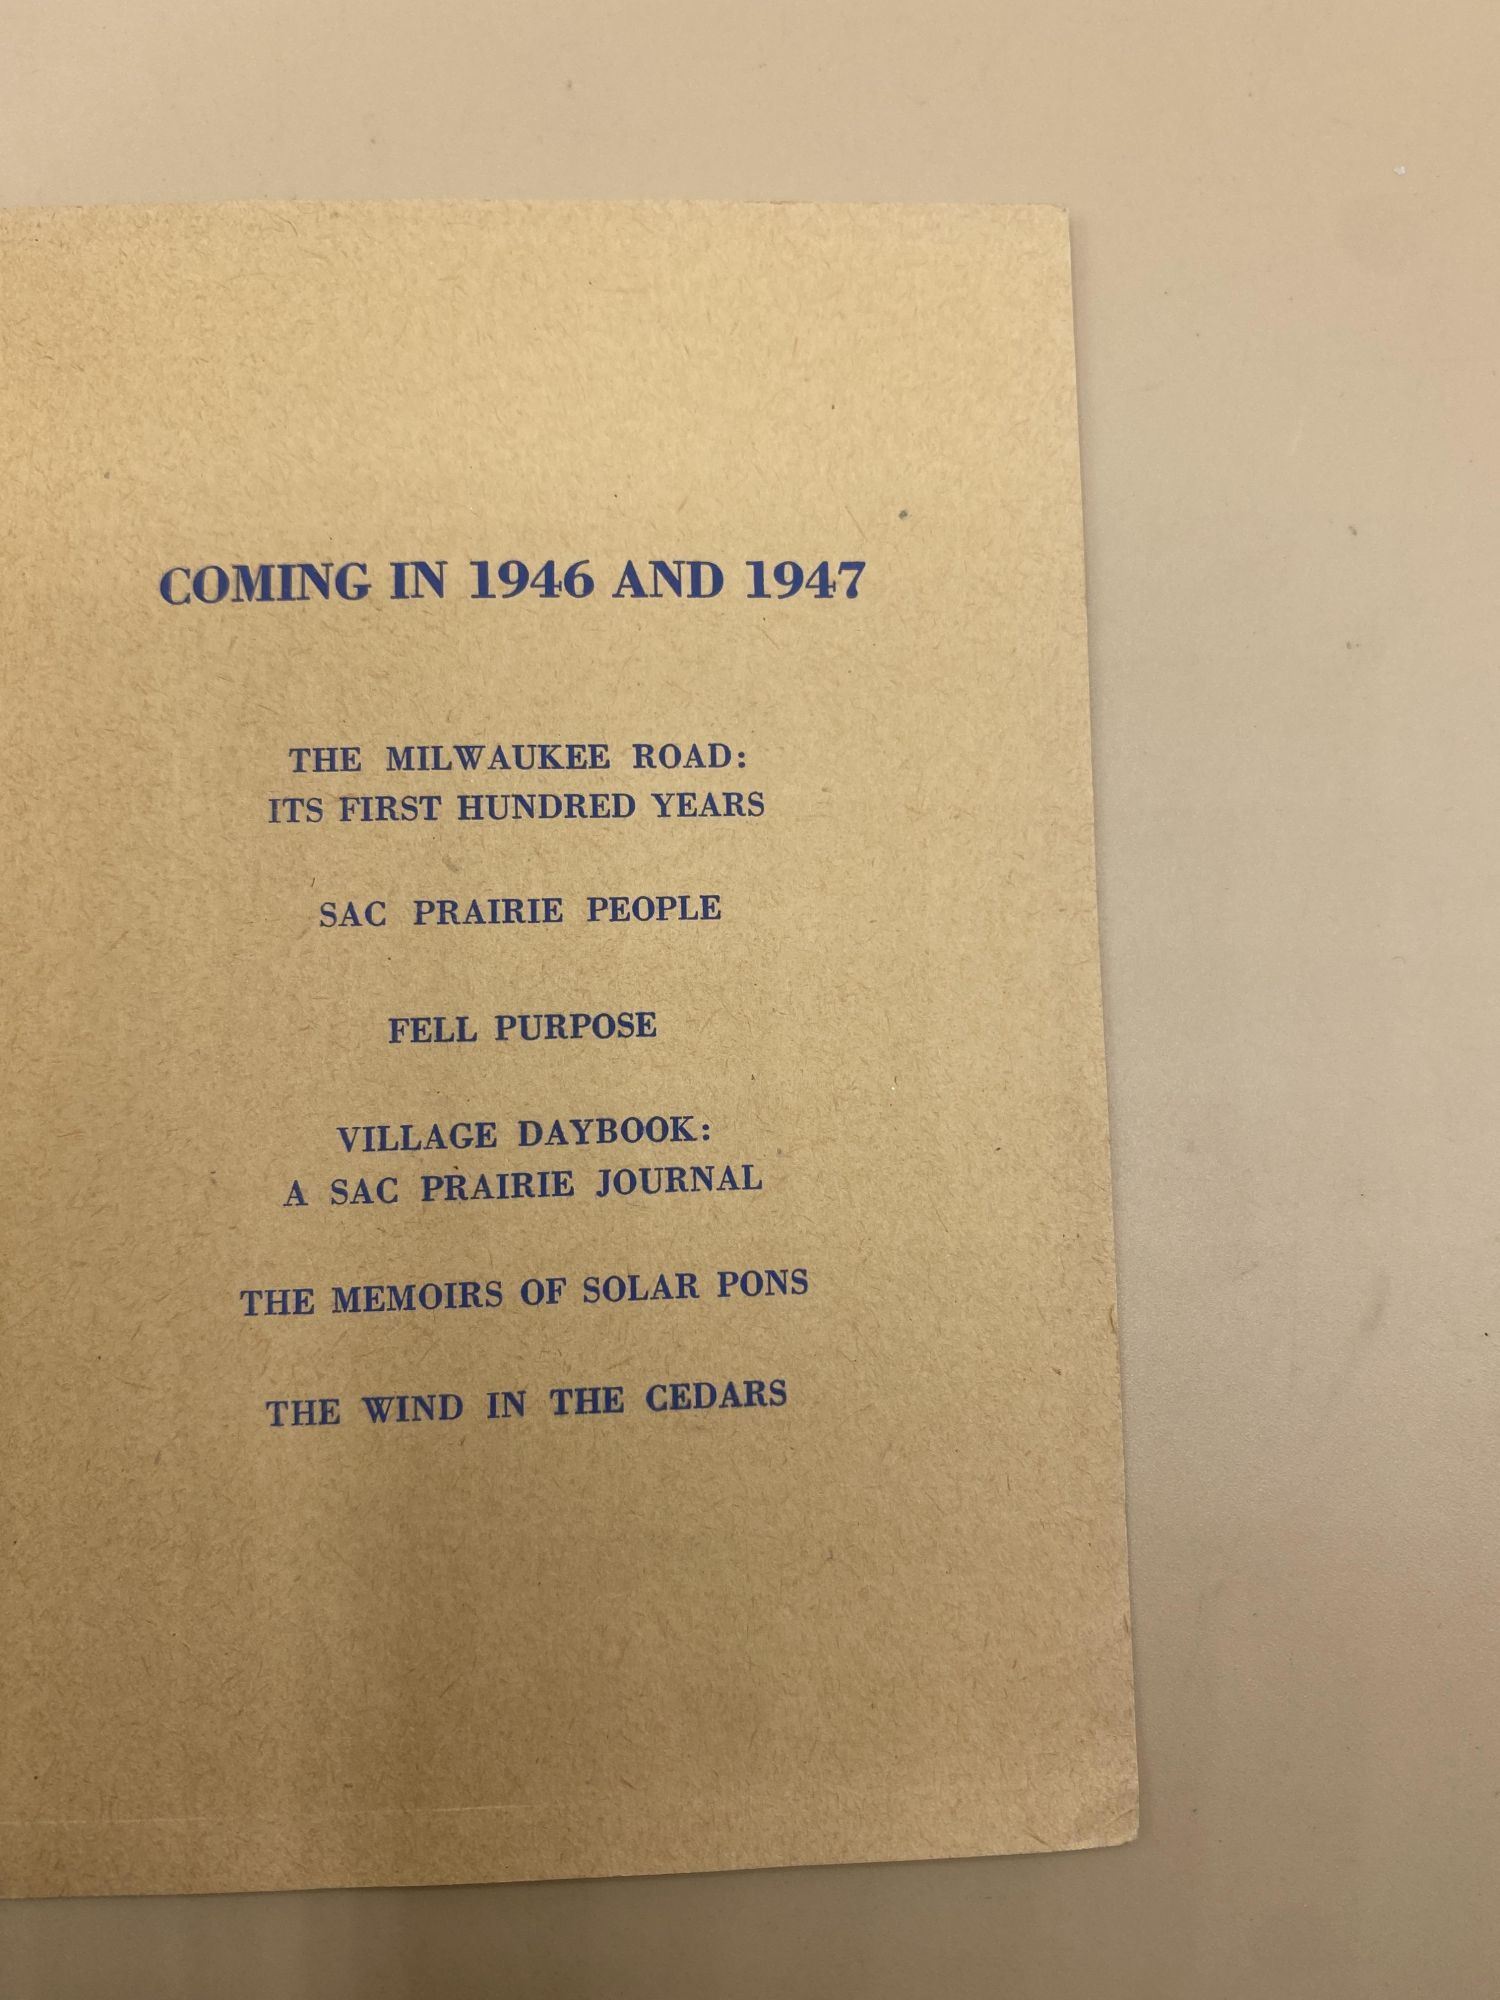 COMING IN 1946 AND 1947
THE MILWAUKEE ROAD:
ITS FIRST HUNDRED YEARS
SAC PRAIRIE PEOPLE
FELL PURPOSE
VILLAGE DAYBOOK:
A SAC PRAIRIE JOURNAL
THE MEMOIRS OF SOLAR PONS
THE WIND IN THE CEDARS